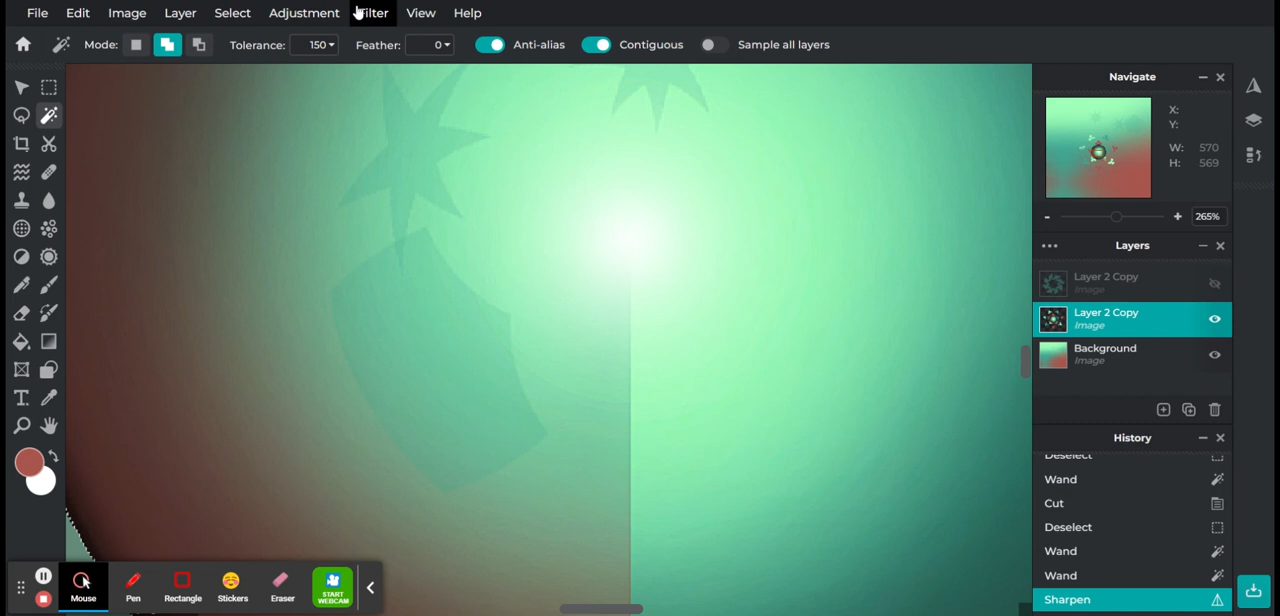 File Edit Image Layer Select Adjustment Filter View Help
Mode: Tolerance: 150 Feather: 0 Anti-alias Contiguous Sample all layers
Navigate
X:
Y:
W: 570
H: 569
- + 265%
Layers
Layer 2 Copy
Image
Layer 2 Copy
Image
Background
Image
History
Deselect
Wand
Cut
Deselect
Wand
Wand
Sharpen
Mouse Pen Rectangle Stickers Eraser START
WEBCAM